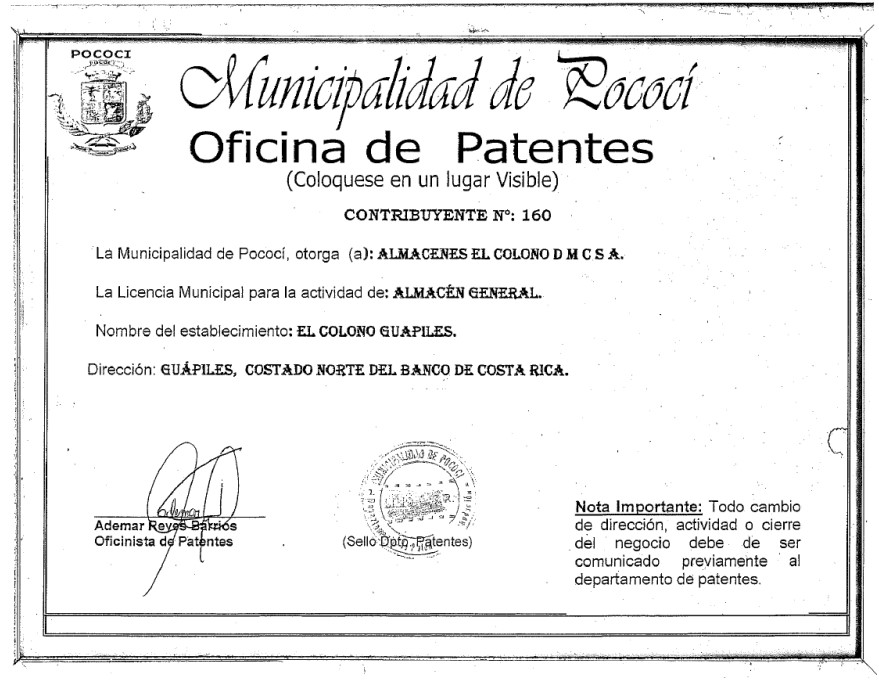 POCOCI
Municipalidad de Pococí
Oficina de Patentes
(Coloquese en un lugar Visible)
CONTRIBUYENTE Nº: 160
La Municipalidad de Pococí, otorga (a): ALMACENES EL COLONO D M C S A.
La Licencia Municipal para la actividad de: ALMACÉN GENERAL.
Nombre del establecimiento: EL COLONO GUAPILES.
Dirección: GUÁPILES, COSTADO NORTE DEL BANCO DE COSTA RICA.
Ademar
Ademar Reyes Barrios
Oficinista de Patentes
MUNICIPALIDAD DE POCOCI
(Sello Dpto. Patentes)
Nota Importante: Todo cambio
de dirección, actividad o cierre
del negocio debe de ser
comunicado previamente al
departamento de patentes.